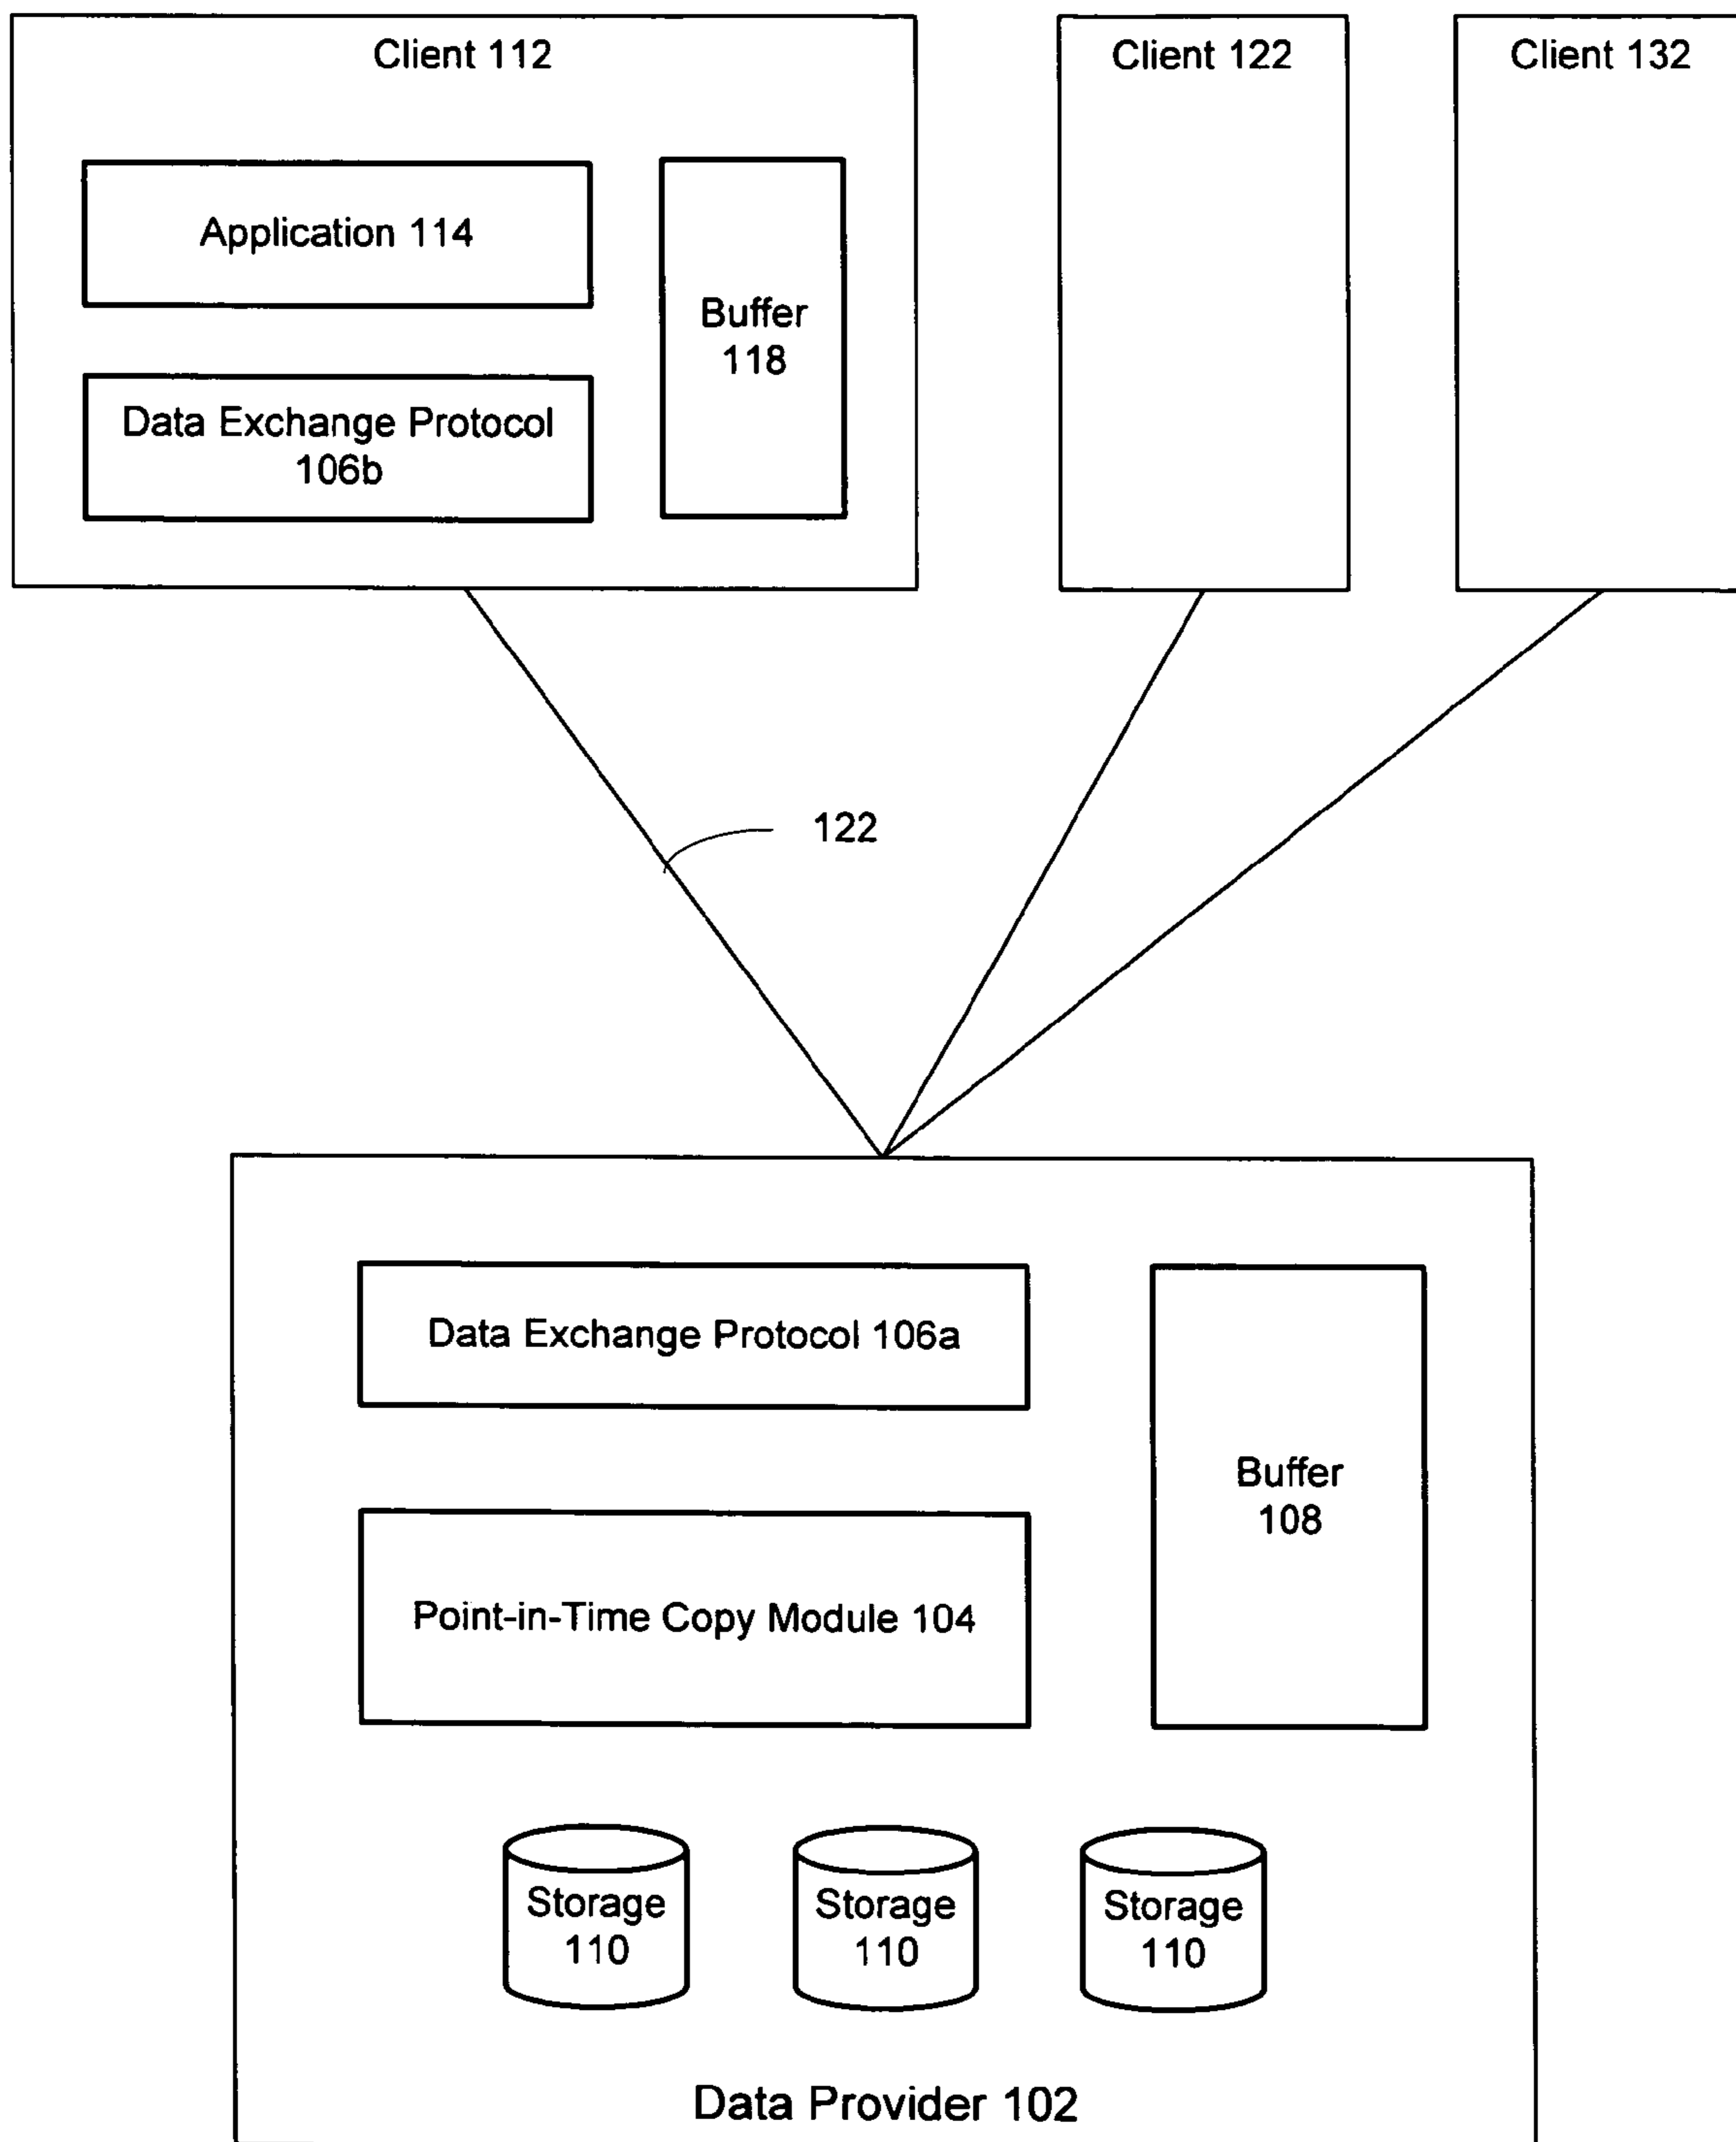 Client 112
Client 122
Client 132
Application 114
Buffer
118
Data Exchange Protocol
106b
122
Data Exchange Protocol 106a
Buffer
108
Point-in-Time Copy Module 104
Storage
110
Storage
110
Storage
110
Data Provider 102